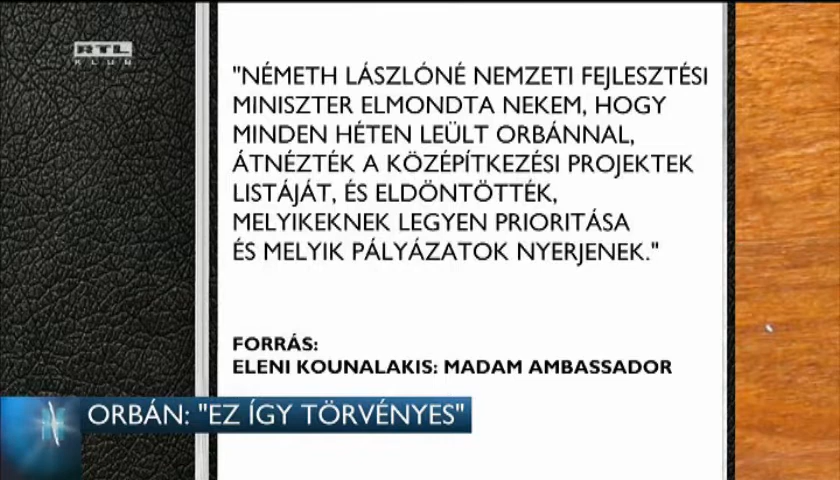 RTL
KLUB
"NÉMETH LÁSZLÓNÉ NEMZETI FEJLESZTÉSI
MINISZTER ELMONDTA NEKEM, HOGY
MINDEN HÉTEN LEÜLT ORBÁNNAL,
ÁTNÉZTÉK A KÖZÉPÍTKEZÉSI PROJEKTEK
LISTÁJÁT, ÉS ELDÖNTÖTTÉK,
MELYIKEKNEK LEGYEN PRIORITÁSA
ÉS MELYIK PÁLYÁZATOK NYERJENEK."
FORRÁS:
ELENI KOUNALAKIS: MADAM AMBASSADOR
ORBÁN: "EZ ÍGY TÖRVÉNYES"